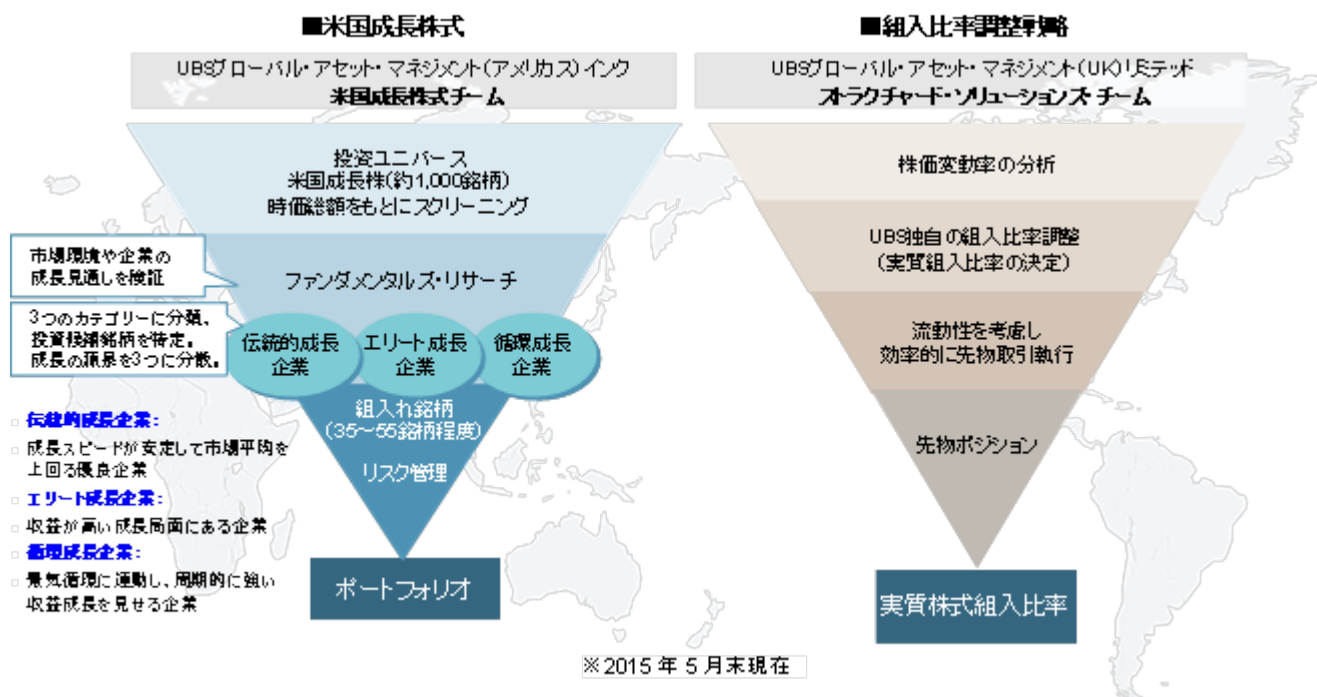 ■米国成長株式
UBSグローバル・アセット・マネジメント(アメリカス)インク
米国成長株式チーム
投資ユニバース
米国成長株(約1,000銘柄)
時価総額をもとにスクリーニング
市場環境や企業の
成長見通しを検証
ファンダメンタルズ・リサーチ
3つのカテゴリーに分類、
投資候補銘柄を特定。
成長の源泉を3つに分散。
伝統的成長
企業
エリート成長
企業
循環成長
企業
組入れ銘柄
(35～55銘柄程度)
リスク管理
伝統的成長企業:
成長スピードが安定して市場平均を
上回る優良企業
エリート成長企業:
収益が高い成長局面にある企業
循環成長企業:
景気循環に連動し、周期的に強い
収益成長を見せる企業
ポートフォリオ
■組入比率調整戦略
UBSグローバル・アセット・マネジメント(UK)リミテッド
ストラクチャード・ソリューションズ・チーム
株価変動率の分析
UBS独自の組入比率調整
(実質組入比率の決定)
流動性を考慮し
効率的に先物取引執行
先物ポジション
実質株式組入比率
※2015年5月末現在